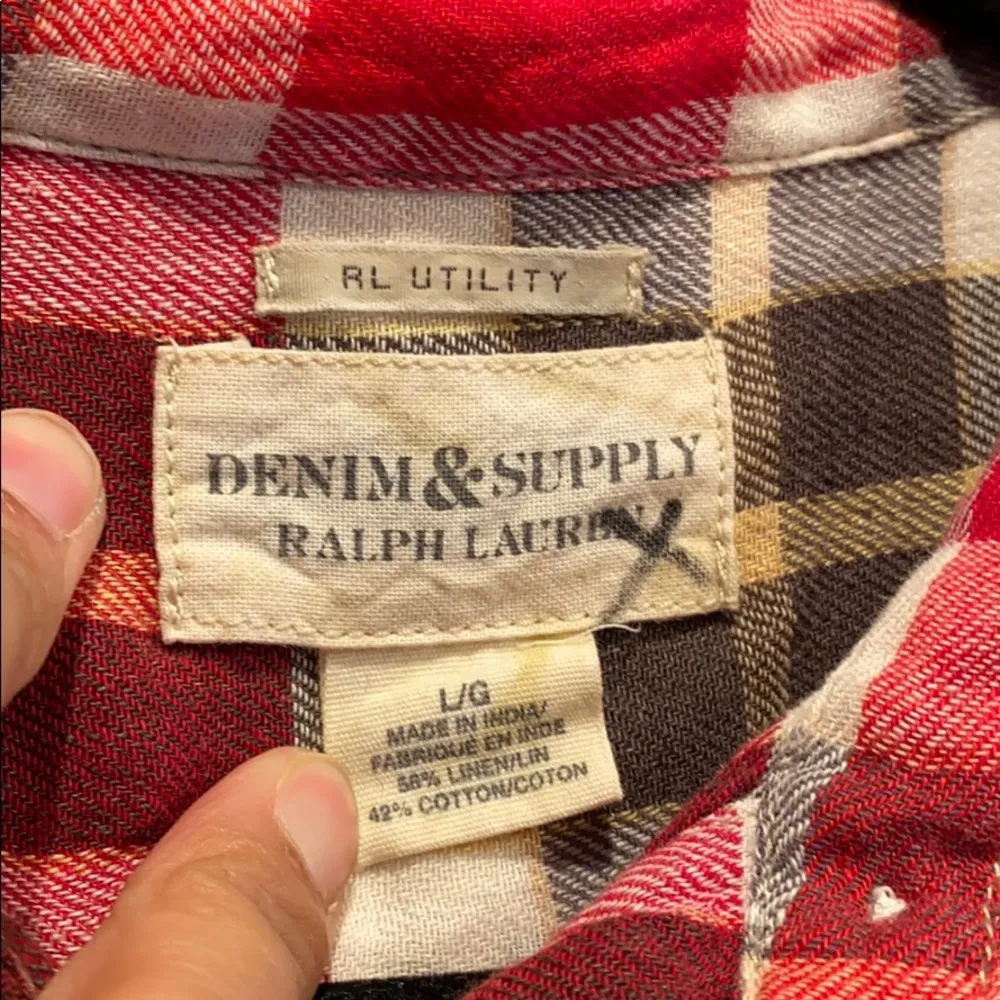 RL UTILITY
DENIM & SUPPLY
RALPH LAUREN
X
L/G
MADE IN INDIA/
FABRIQUE EN INDE
58% LINEN/LIN
42% COTTON/COTON